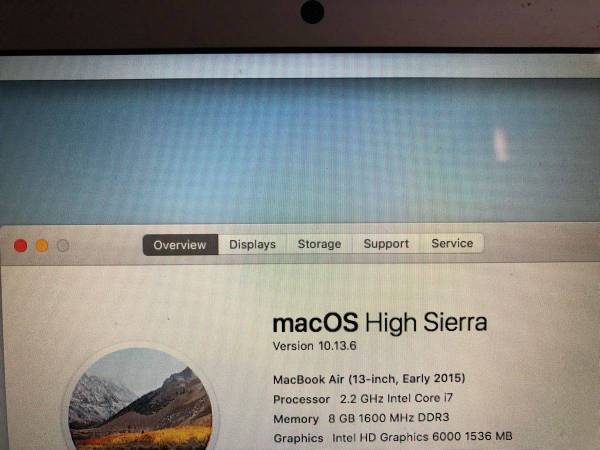 Overview Displays Storage Support Service
macOS High Sierra
Version 10.13.6
MacBook Air (13-inch, Early 2015)
Processor 2.2 GHz Intel Core i7
Memory 8 GB 1600 MHz DDR3
Graphics Intel HD Graphics 6000 1536 MB